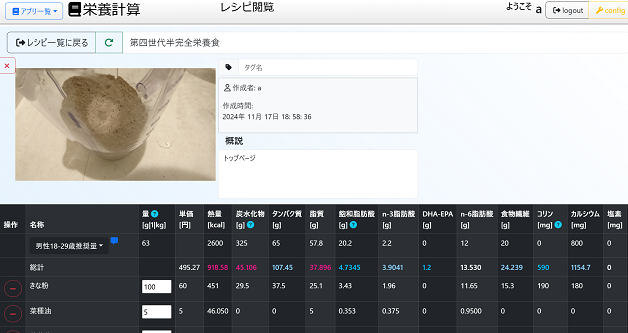 アプリ一覧 栄養計算 レシピ閲覧 ようこそ a logout config
レシピ一覧に戻る 第四世代半完全栄養食
タグ名
作成者: a
作成時間:
2024年 11月 17日 18: 58: 36
概説
トップページ
操作 名称 量 [g|1|kg] 単価 [円] 熱量 [kcal] 炭水化物 [g] タンパク質 [g] 脂質 [g] 飽和脂肪酸 [g] n-3脂肪酸 [g] DHA-EPA [g] n-6脂肪酸 [g] 食物繊維 [g] コリン [mg] カルシウム [mg] 塩素 [mg]
男性18-29歳推奨量 63 2600 325 65 57.8 20.2 2.2 0 12 20 0 800 0
総計 495.27 918.58 45.106 107.45 37.896 4.7345 3.9041 1.2 13.530 24.239 590 1154.7 0
きな粉 100 60 451 29.5 37.5 25.1 3.43 1.96 0 11.65 15.3 190 180 0
菜種油 5 5 46.050 0 0 5 0.353 0.375 0 0.9500 0 0 0 0